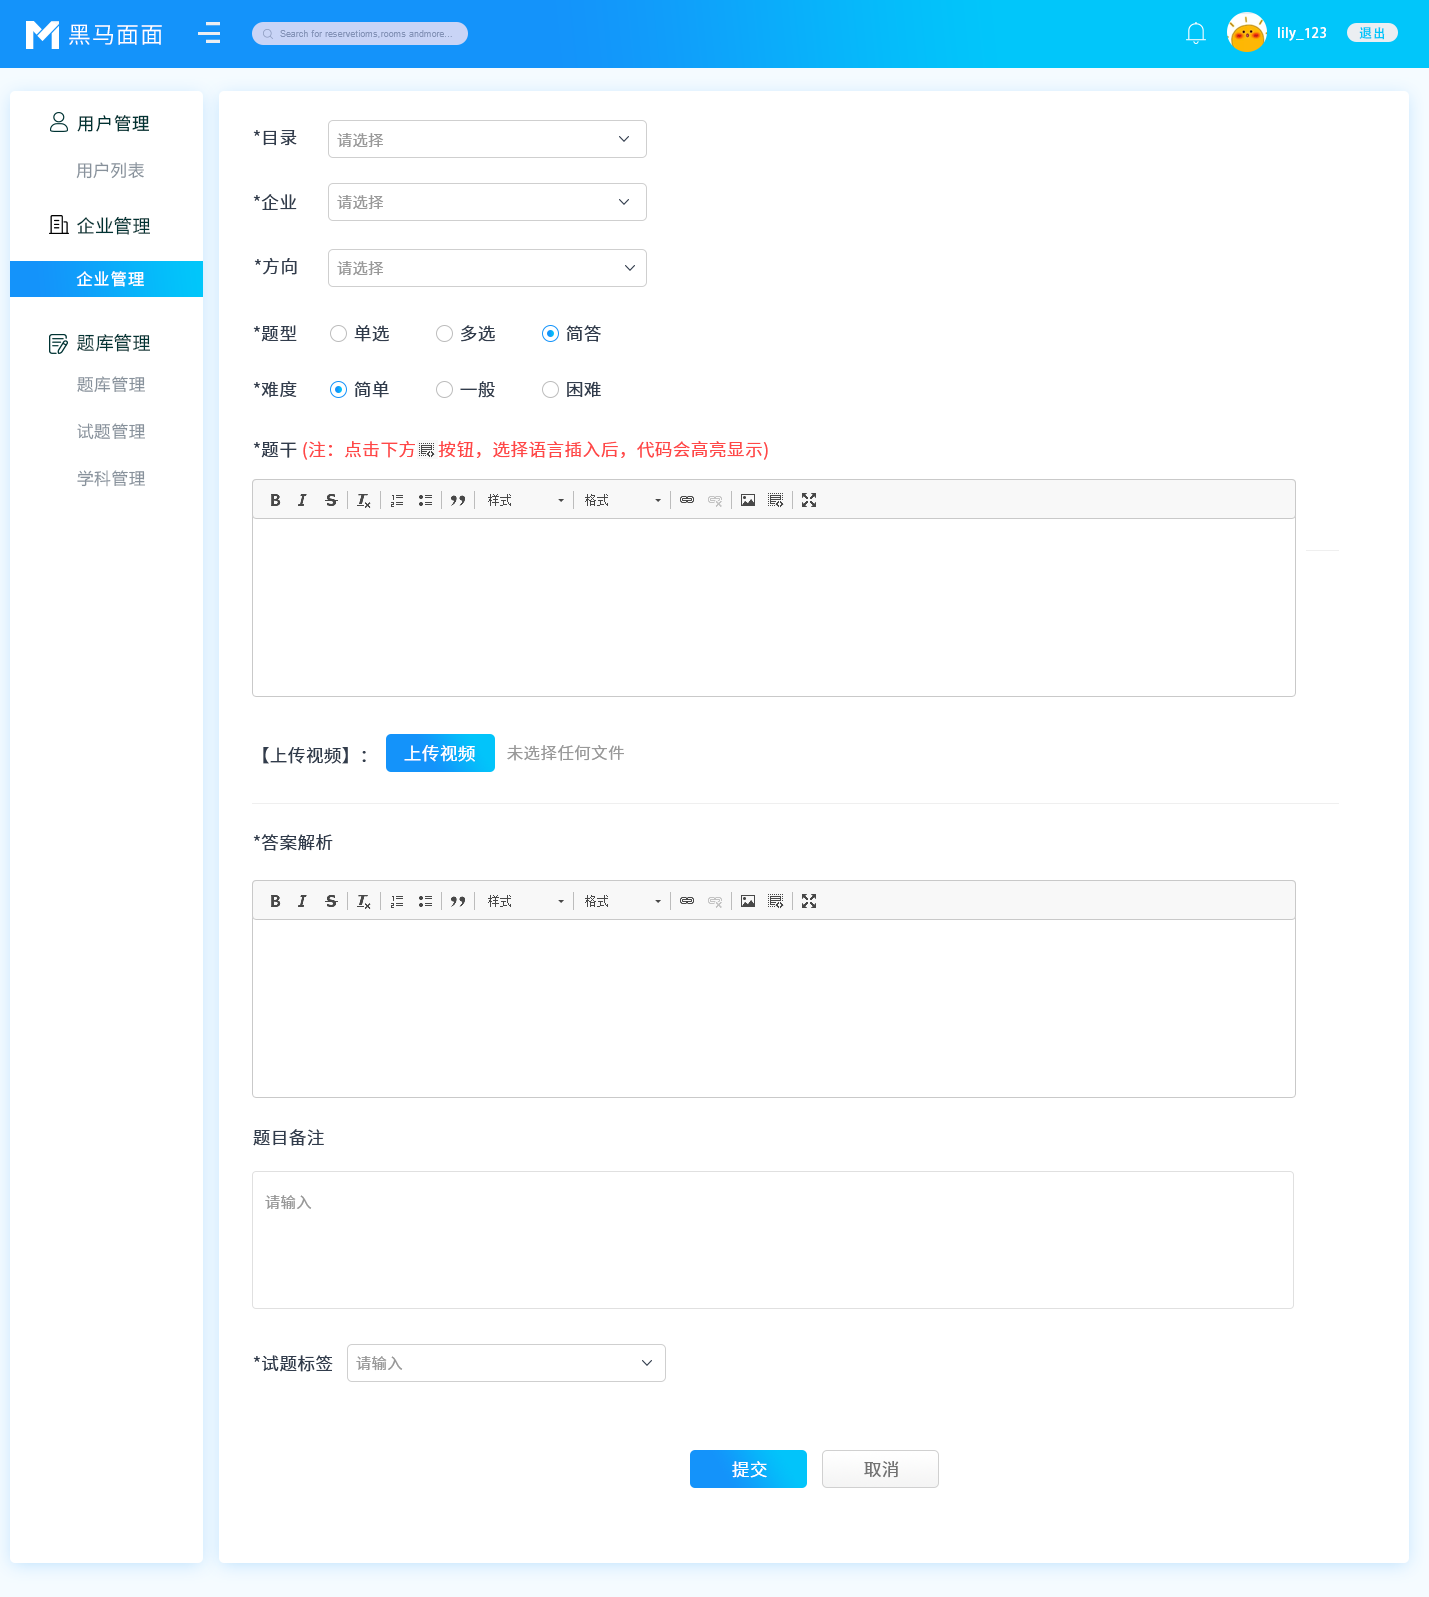 黑马面面
Search for reservetioms,rooms andmore...
lily_123
退出
用户管理
用户列表
企业管理
企业管理
题库管理
题库管理
试题管理
学科管理
*目录 请选择
*企业 请选择
*方向 请选择
*题型 单选 多选 简答
*难度 简单 一般 困难
*题干 (注：点击下方 按钮，选择语言插入后，代码会高亮显示)
B I S Tx 样式 格式
【上传视频】： 上传视频 未选择任何文件
*答案解析
B I S Tx 样式 格式
题目备注
请输入
*试题标签 请输入
提交 取消